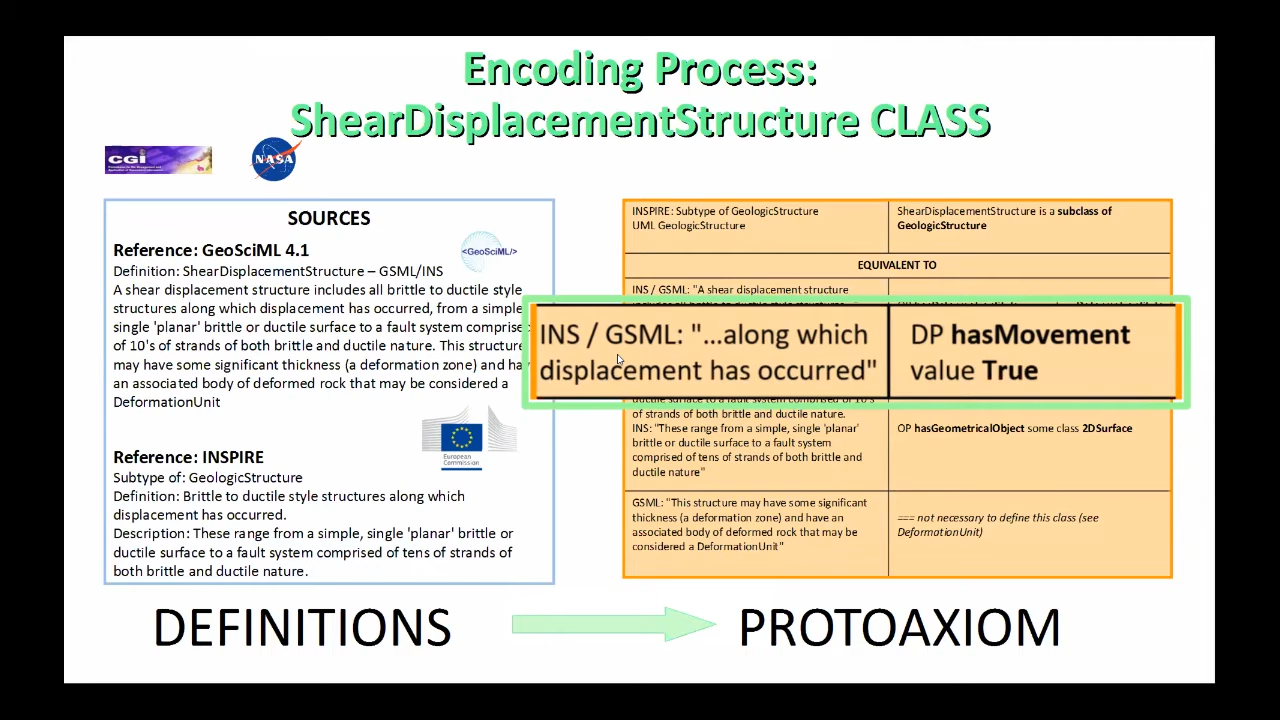 Encoding Process:
ShearDisplacementStructure CLASS
CGI
NASA
SOURCES
Reference: GeoSciML 4.1
<GeoSciML/>
Definition: ShearDisplacementStructure – GSML/INS
A shear displacement structure includes all brittle to ductile style
structures along which displacement has occurred, from a simple,
single 'planar' brittle or ductile surface to a fault system comprised
of 10's of strands of both brittle and ductile nature. This structure
may have some significant thickness (a deformation zone) and have
an associated body of deformed rock that may be considered a
DeformationUnit
European
Commission
Reference: INSPIRE
Subtype of: GeologicStructure
Definition: Brittle to ductile style structures along which
displacement has occurred.
Description: These range from a simple, single 'planar' brittle or
ductile surface to a fault system comprised of tens of strands of
both brittle and ductile nature.
INSPIRE: Subtype of GeologicStructure
UML GeologicStructure
ShearDisplacementStructure is a subclass of
GeologicStructure
EQUIVALENT TO
INS / GSML: "A shear displacement structure
INS / GSML: "...along which
displacement has occurred"
DP hasMovement
value True
ductile surface to a fault system comprised of 10's
of strands of both brittle and ductile nature.
INS: "These range from a simple, single 'planar'
brittle or ductile surface to a fault system
comprised of tens of strands of both brittle and
ductile nature"
OP hasGeometricalObject some class 2DSurface
GSML: "This structure may have some significant
thickness (a deformation zone) and have an
associated body of deformed rock that may be
considered a DeformationUnit"
=== not necessary to define this class (see
DeformationUnit)
DEFINITIONS
PROTOAXIOM